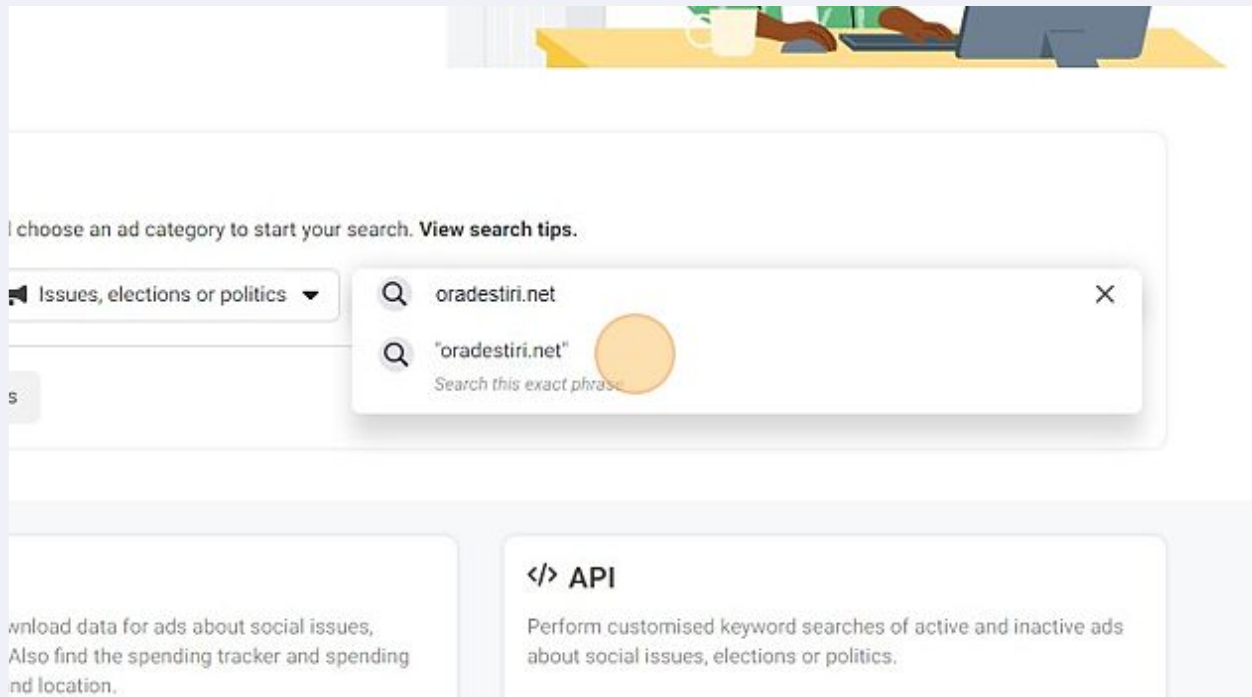 choose an ad category to start your search. View search tips.
Issues, elections or politics
oradestiri.net
"oradestiri.net"
Search this exact phrase
s
API
wnload data for ads about social issues,
Also find the spending tracker and spending
nd location.
Perform customised keyword searches of active and inactive ads
about social issues, elections or politics.